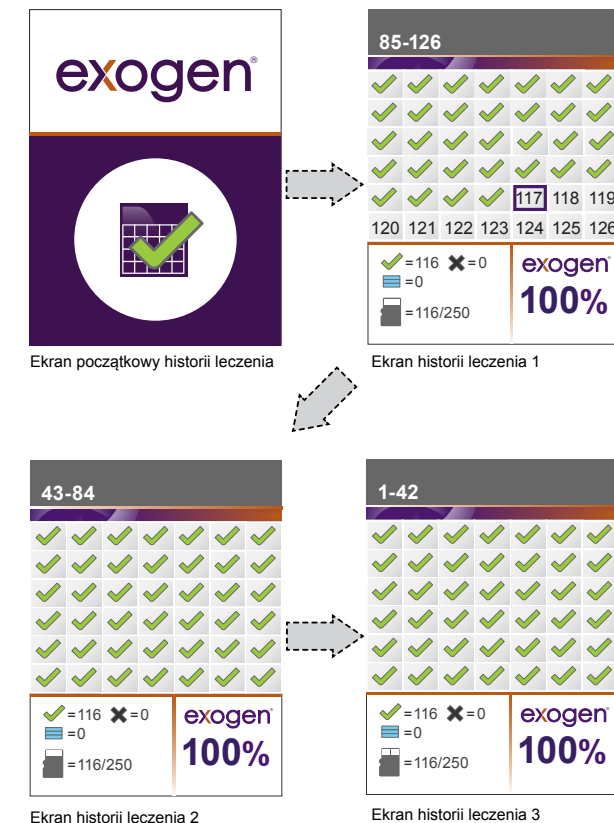 exogen®
Ekran początkowy historii leczenia
85-126
117 118 119
120 121 122 123 124 125 126
=116 =0
=0
=116/250
exogen
100%
Ekran historii leczenia 1
43-84
=116 =0
=0
=116/250
exogen
100%
Ekran historii leczenia 2
1-42
=116 =0
=0
=116/250
exogen
100%
Ekran historii leczenia 3